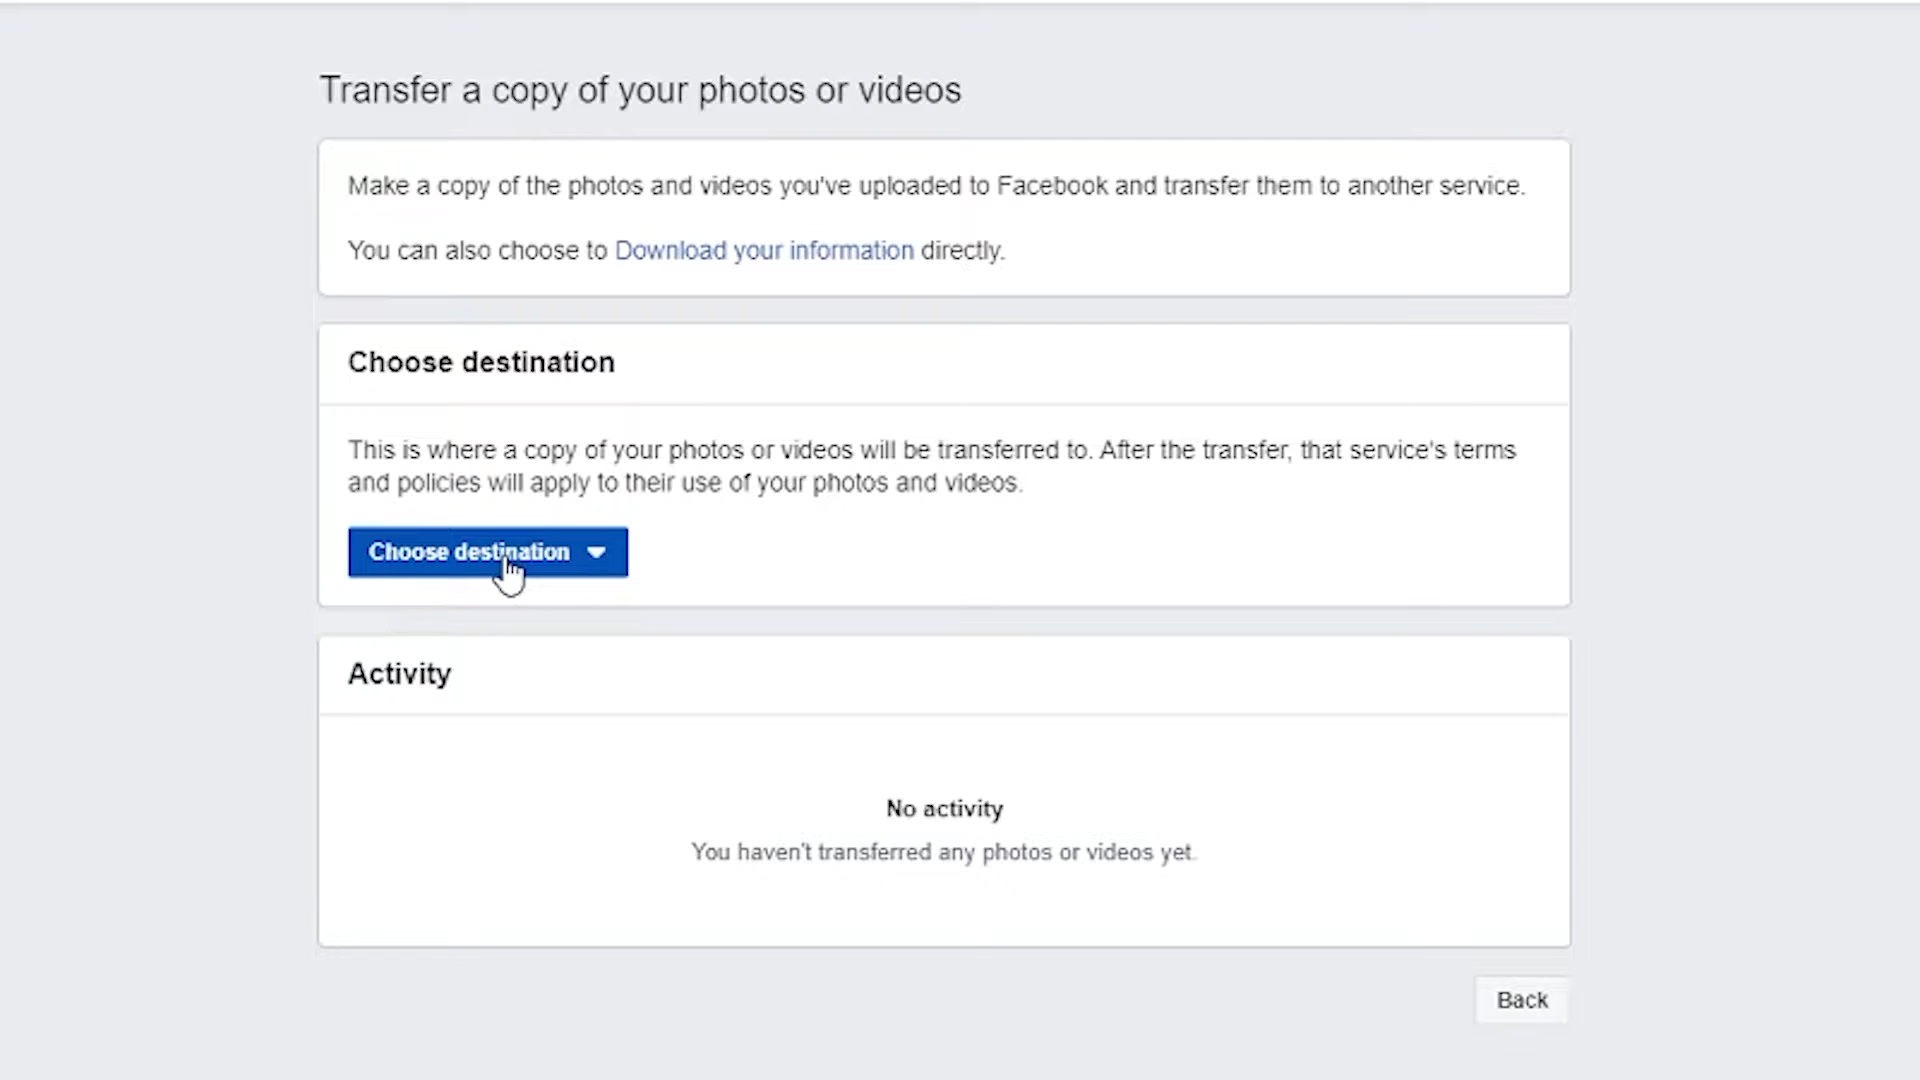 Transfer a copy of your photos or videos
Make a copy of the photos and videos you've uploaded to Facebook and transfer them to another service.
You can also choose to Download your information directly.
Choose destination
This is where a copy of your photos or videos will be transferred to. After the transfer, that service's terms
and policies will apply to their use of your photos and videos.
Choose destination
Activity
No activity
You haven't transferred any photos or videos yet.
Back